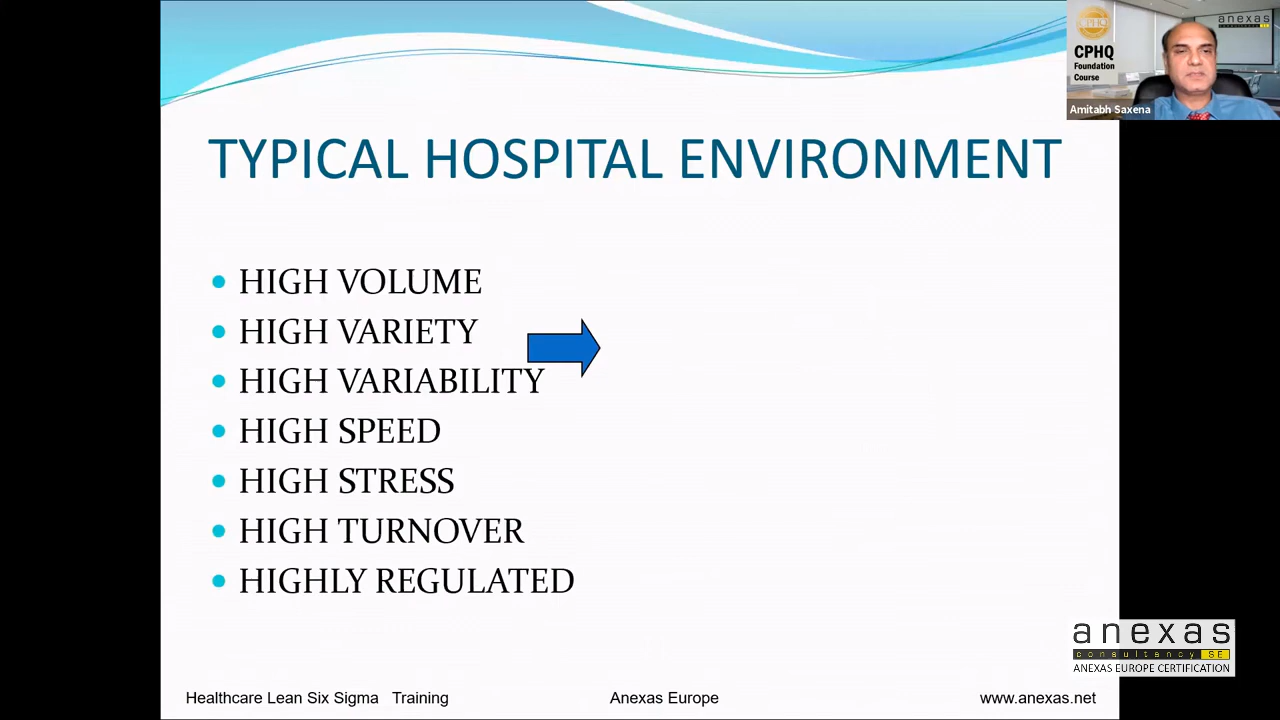 CPHQ
CPHQ
Foundation
Course
anexas
Amitabh Saxena
TYPICAL HOSPITAL ENVIRONMENT
HIGH VOLUME
HIGH VARIETY
HIGH VARIABILITY
HIGH SPEED
HIGH STRESS
HIGH TURNOVER
HIGHLY REGULATED
anexas
consultancy SE
ANEXAS EUROPE CERTIFICATION
Healthcare Lean Six Sigma Training
Anexas Europe
www.anexas.net